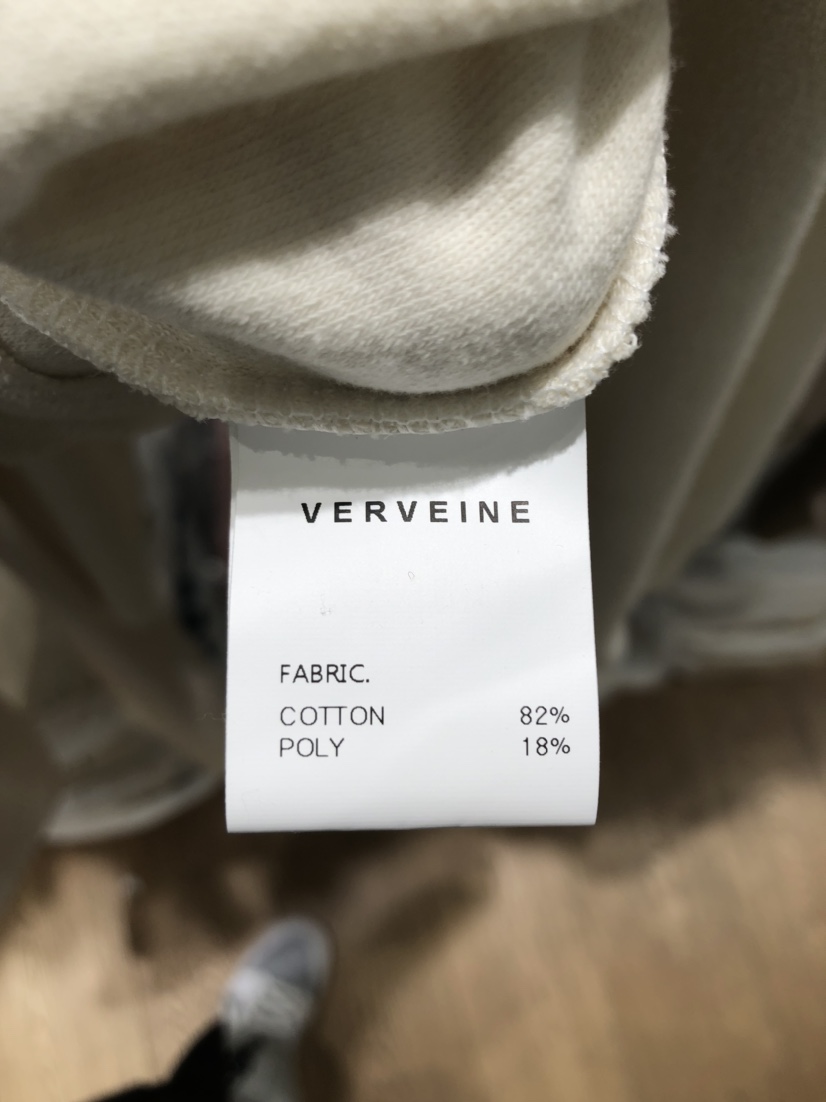 VERVEINE
FABRIC.
COTTON 82%
POLY 18%